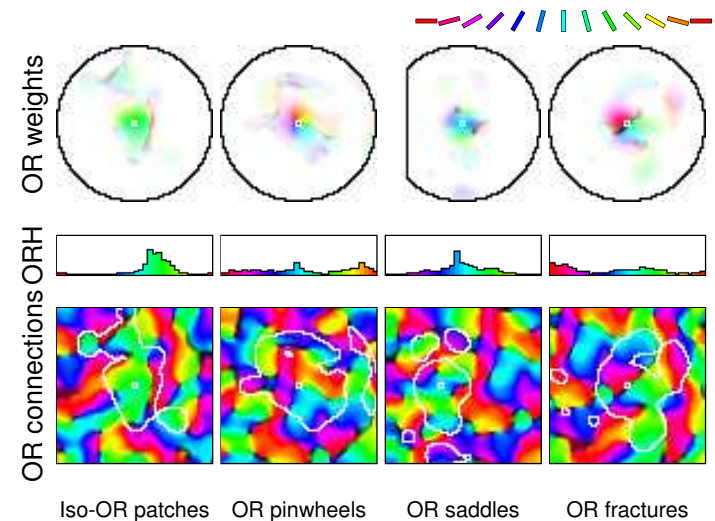 OR weights
ORH
OR connections
Iso-OR patches
OR pinwheels
OR saddles
OR fractures